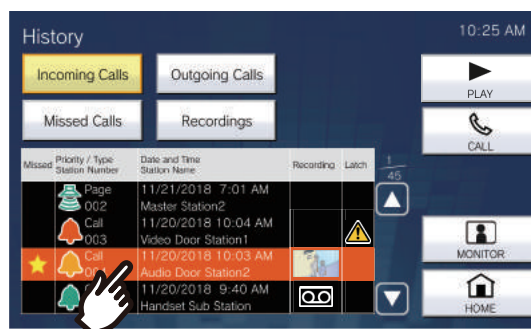 History
10:25 AM
Incoming Calls
Outgoing Calls
Missed Calls
Recordings
PLAY
CALL
Missed
Priority / Type
Station Number
Date and Time
Station Name
Recording
Latch
1
45
Page
11/21/2018 7:01 AM
002
Master Station2
Call
11/20/2018 10:04 AM
003
Video Door Station1
Call
11/20/2018 10:03 AM
Audio Door Station2
11/20/2018 9:40 AM
Handset Sub Station
MONITOR
HOME